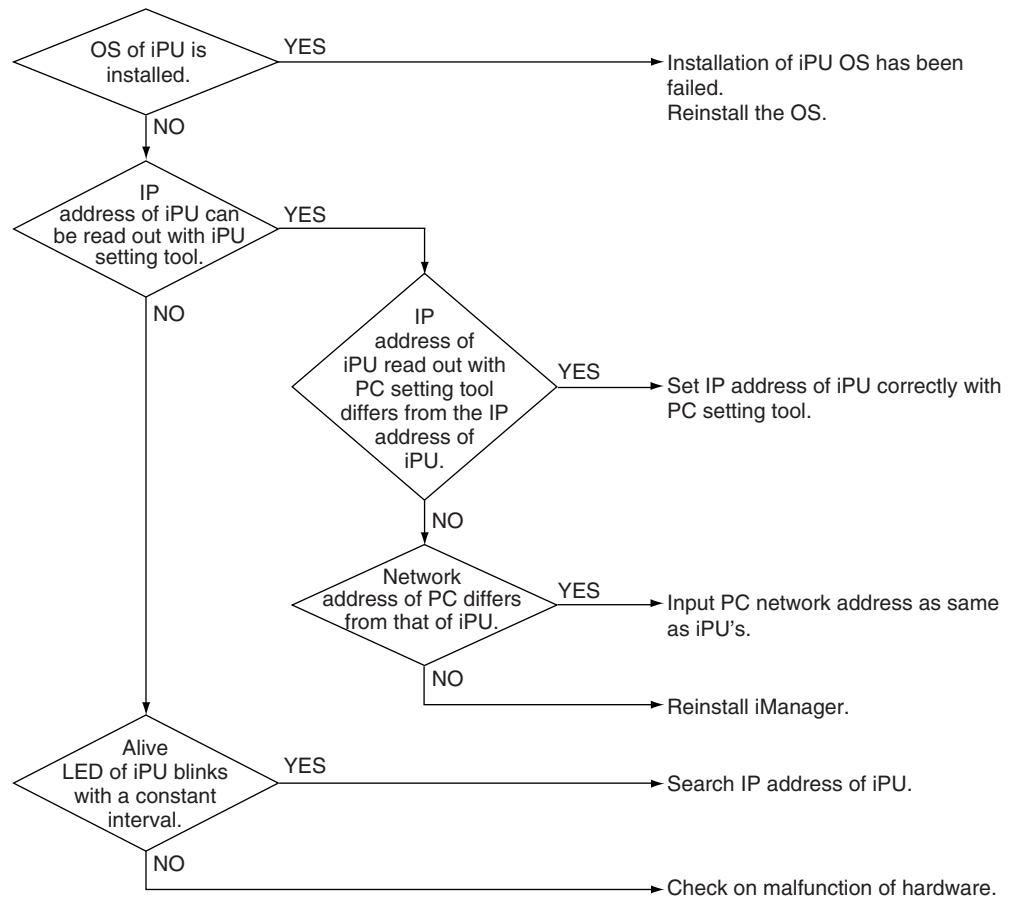 OS of iPU is
installed.
YES
Installation of iPU OS has been
failed.
Reinstall the OS.
NO
IP
address of iPU can
be read out with iPU
setting tool.
YES
NO
IP
address of
iPU read out with
PC setting tool
differs from the IP
address of
iPU.
YES
Set IP address of iPU correctly with
PC setting tool.
NO
Network
address of PC differs
from that of iPU.
YES
Input PC network address as same
as iPU's.
NO
Reinstall iManager.
Alive
LED of iPU blinks
with a constant
interval.
YES
Search IP address of iPU.
NO
Check on malfunction of hardware.